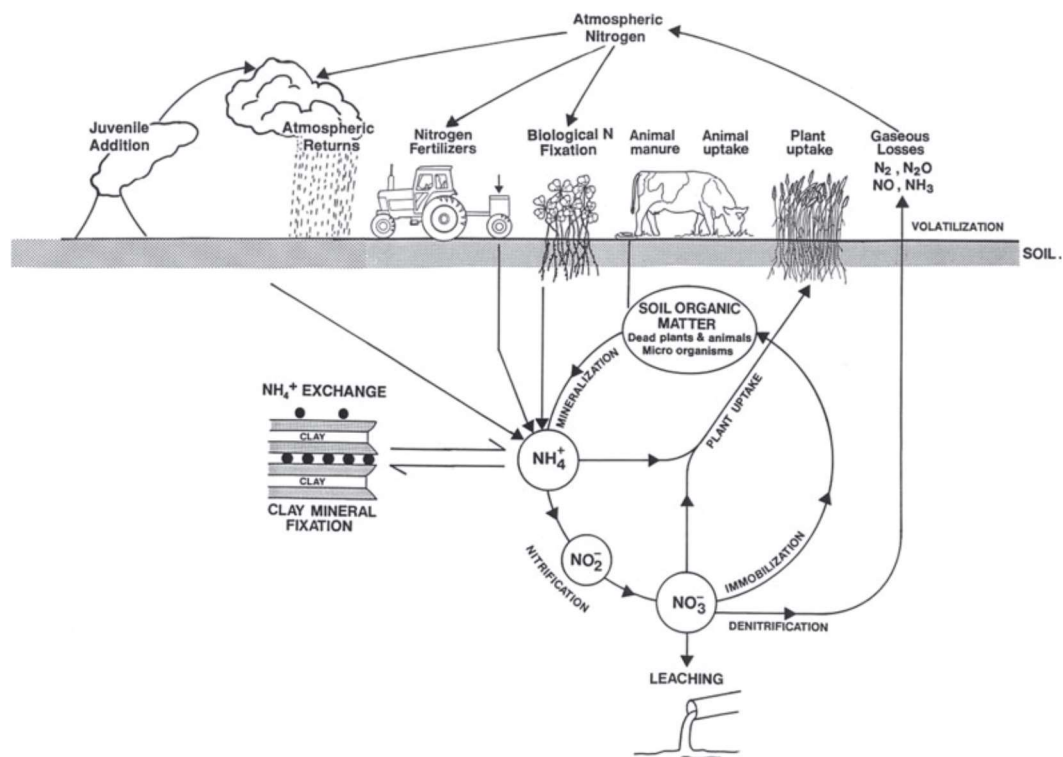 Atmospheric
Nitrogen
Juvenile
Addition
Atmospheric
Returns
Nitrogen
Fertilizers
Biological N
Fixation
Animal
manure
Animal
uptake
Plant
uptake
Gaseous
Losses
N₂ , N₂O
NO , NH₃
VOLATILIZATION
SOIL.
SOIL ORGANIC
MATTER
Dead plants & animals
Micro organisms
MINERALIZATION
PLANT UPTAKE
NH₄⁺ EXCHANGE
CLAY
CLAY
CLAY MINERAL
FIXATION
NH₄⁺
NO₂⁻
NITRIFICATION
NO₃⁻
IMMOBILIZATION
DENITRIFICATION
LEACHING